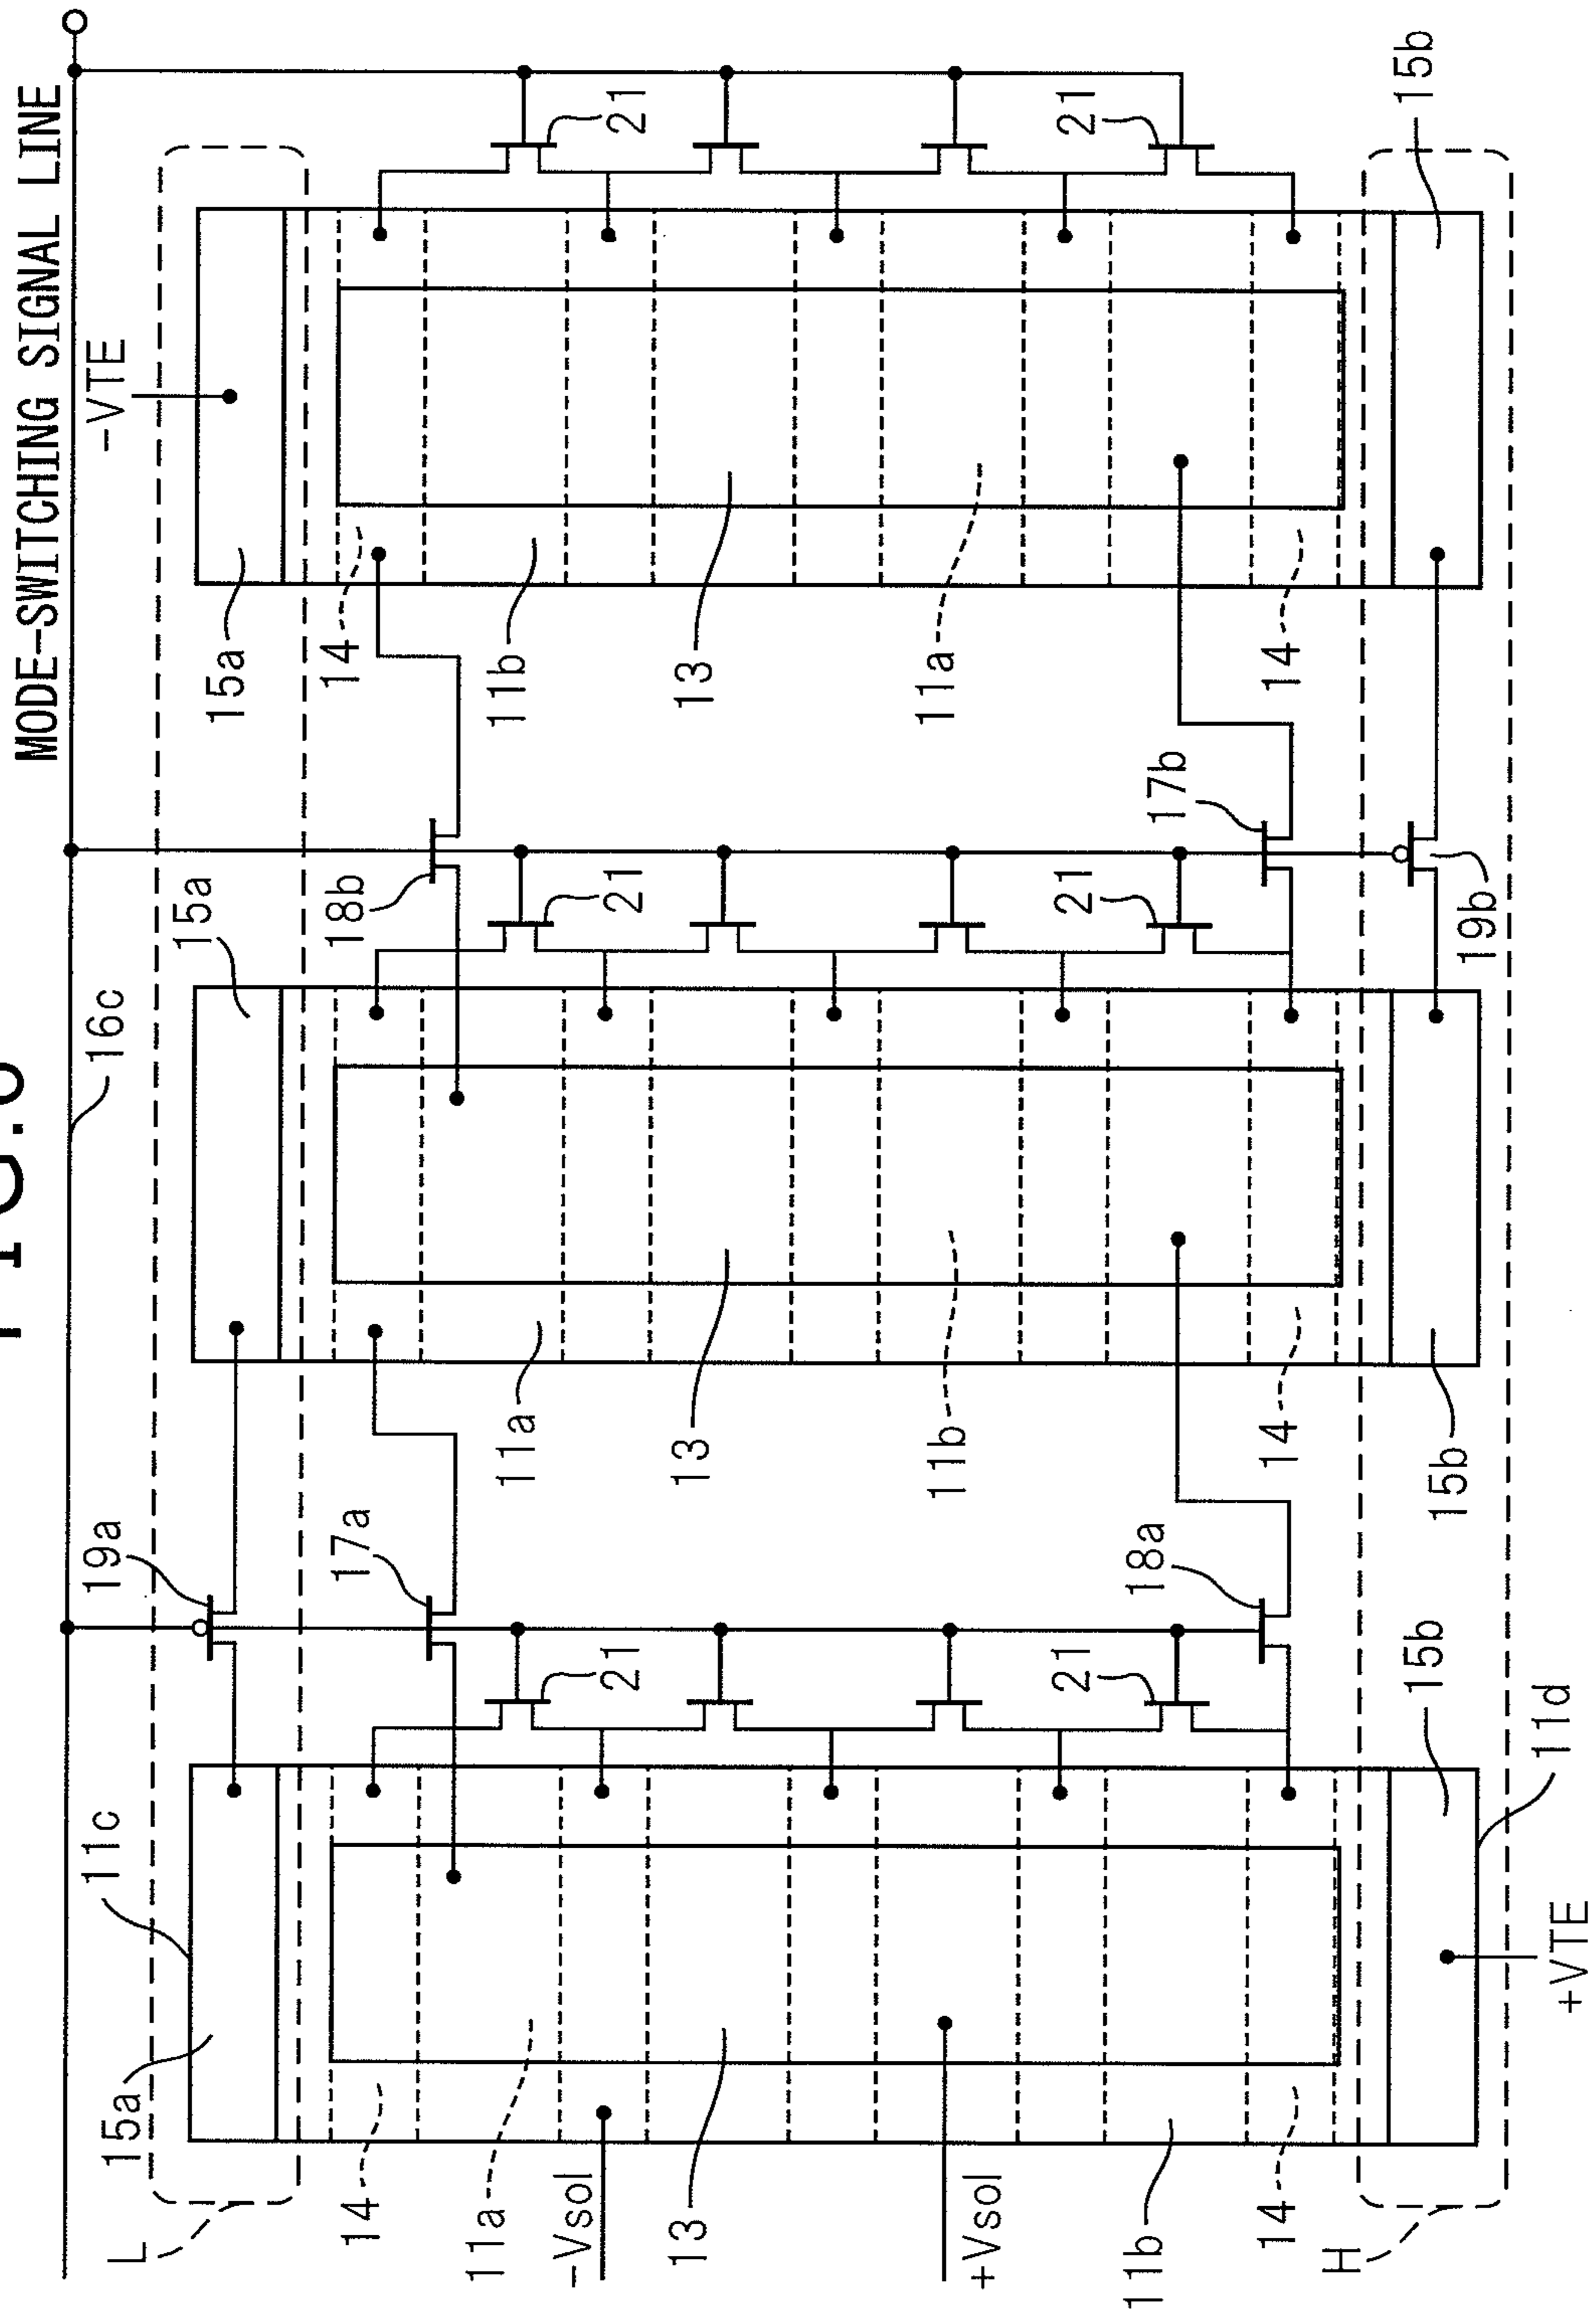 MODE-SWITCHING SIGNAL LINE
L
15a
11c
19a
16c
-VTE
15a
15a
14
17a
18b
14
11a
11a
11b
-Vsol
21
21
21
13
13
13
11b
11a
+Vsol
21
21
21
11b
18a
17b
14
14
14
H
15b
15b
19b
15b
+VTE
11d